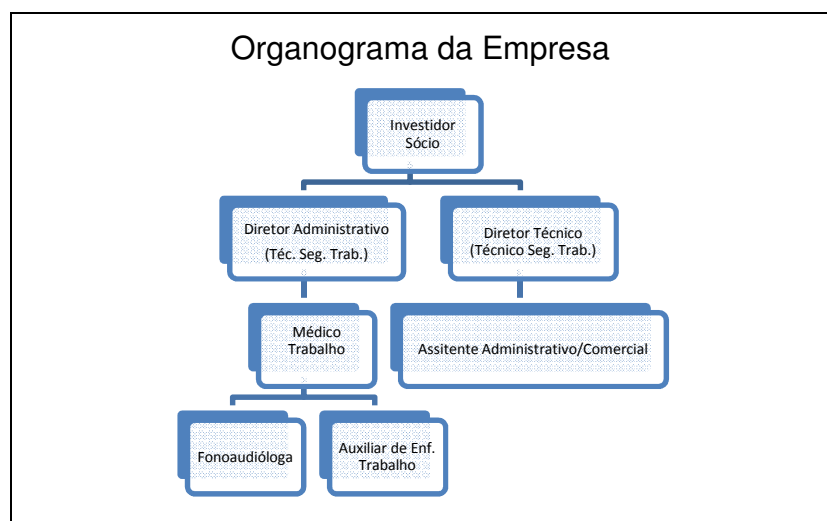 Organograma da Empresa
Investidor
Sócio
Diretor Administrativo
(Téc. Seg. Trab.)
Diretor Técnico
(Técnico Seg. Trab.)
Médico
Trabalho
Assitente Administrativo/Comercial
Fonoaudióloga
Auxiliar de Enf.
Trabalho